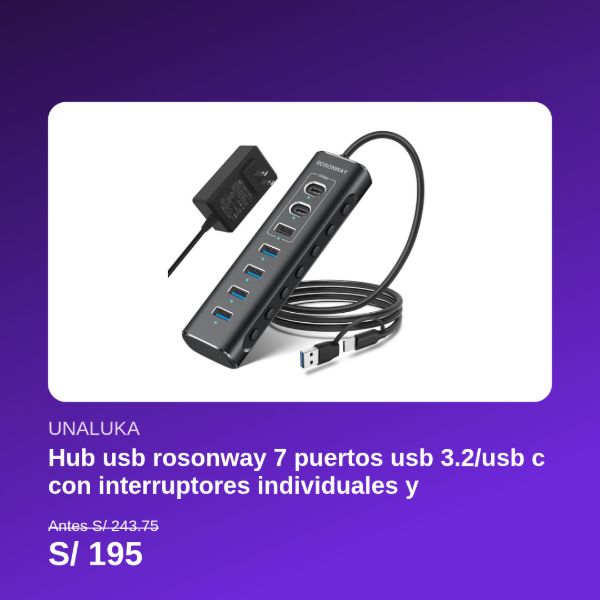 ROSONWAY
UNALUKA
Hub usb rosonway 7 puertos usb 3.2/usb c
con interruptores individuales y
Antes S/ 243.75
S/ 195